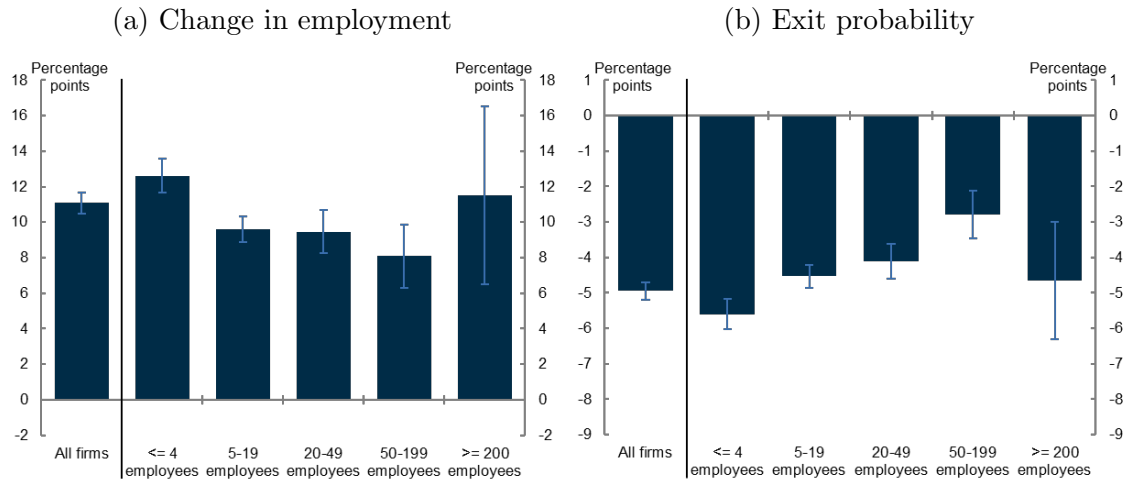 (a) Change in employment
Percentage
points
Percentage
points
18
16
14
12
10
8
6
4
2
0
-2
18
16
14
12
10
8
6
4
2
0
-2
All firms
<= 4
employees
5-19
employees
20-49
employees
50-199
employees
>= 200
employees
(b) Exit probability
Percentage
points
Percentage
points
1
0
-1
-2
-3
-4
-5
-6
-7
-8
-9
1
0
-1
-2
-3
-4
-5
-6
-7
-8
-9
All firms
<= 4
employees
5-19
employees
20-49
employees
50-199
employees
>= 200
employees